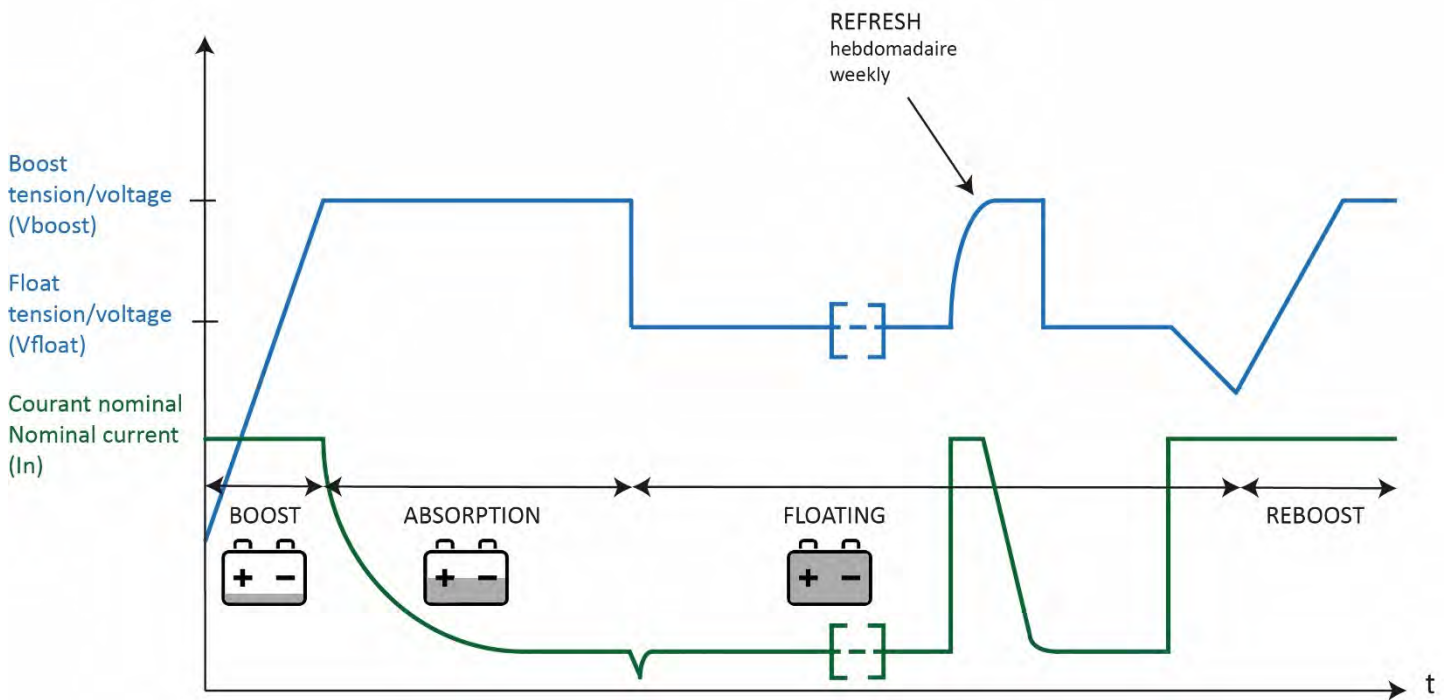 REFRESH
hebdomadaire
weekly
Boost
tension/voltage
(Vboost)
Float
tension/voltage
(Vfloat)
Courant nominal
Nominal current
(In)
BOOST
ABSORPTION
FLOATING
REBOOST
+ −
+ −
+ −
t